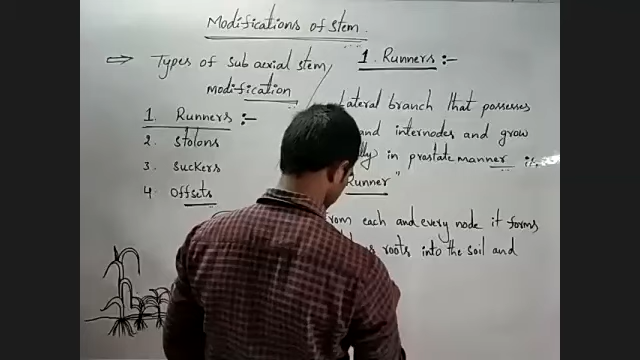 Modifications of stem.
⇒ Types of Sub aerial stem
modification
1. Runners :-
2. Stolons
3. Suckers
4. Offsets
1. Runners :-
Lateral branch that possesses
and internodes and grow
in prostate manner is
Runner"
from each and every node it forms
roots into the soil and